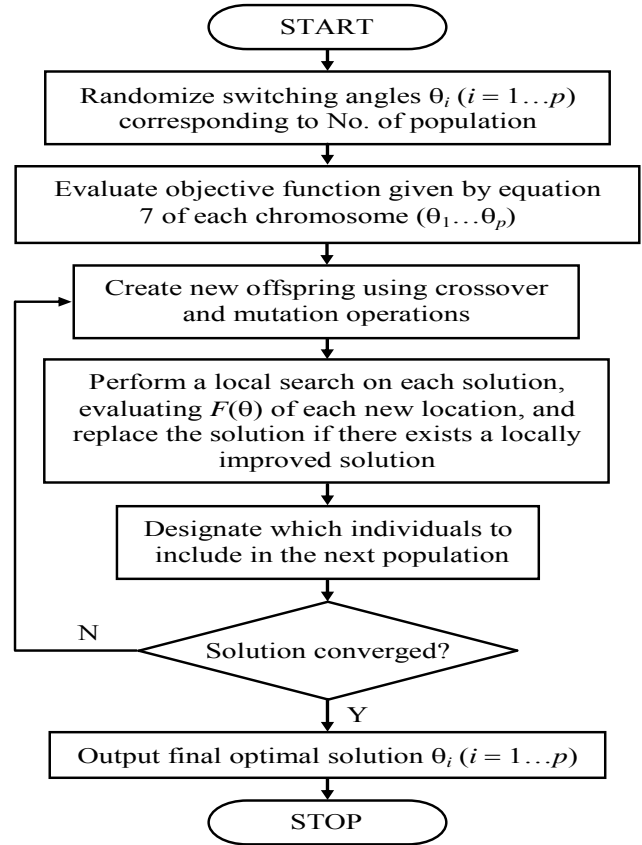 START
Randomize switching angles θᵢ (i = 1…p)
corresponding to No. of population
Evaluate objective function given by equation
7 of each chromosome (θ₁…θₚ)
Create new offspring using crossover
and mutation operations
Perform a local search on each solution,
evaluating F(θ) of each new location, and
replace the solution if there exists a locally
improved solution
Designate which individuals to
include in the next population
N
Solution converged?
Y
Output final optimal solution θᵢ (i = 1…p)
STOP